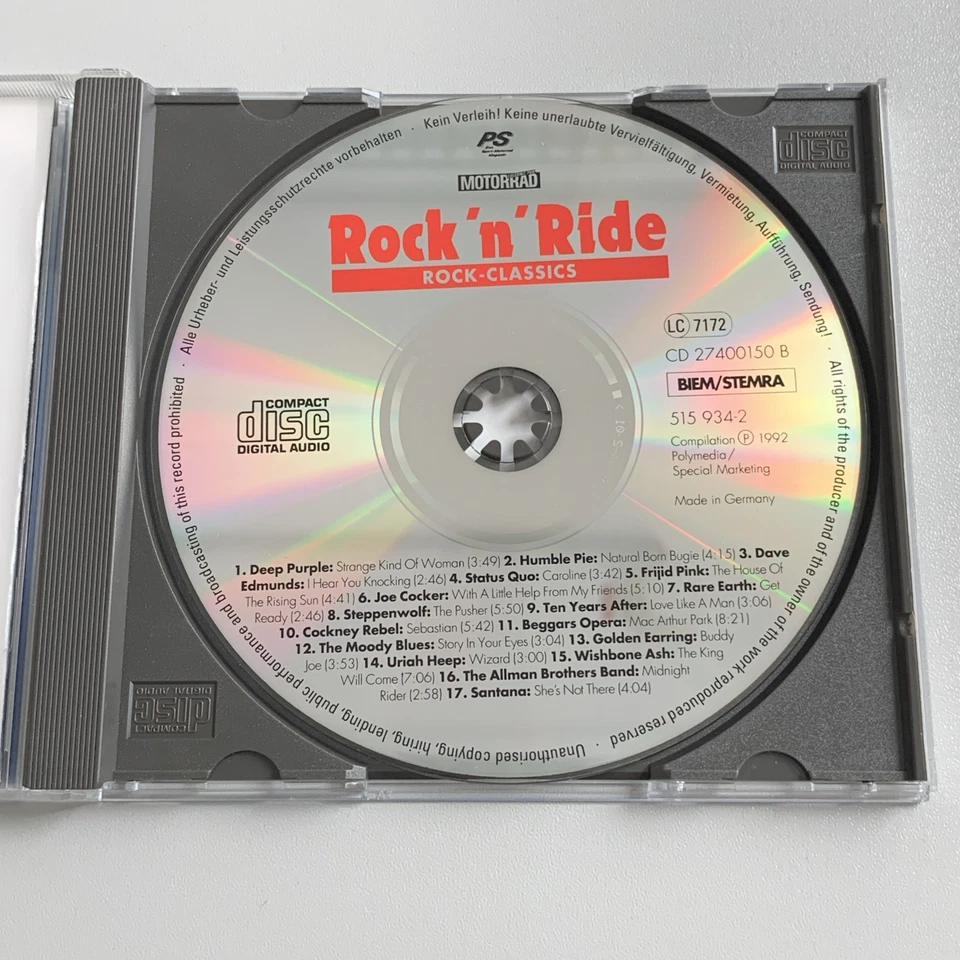 Alle Urheber- und Leistungsschutzrechte vorbehalten · Kein Verleih! Keine unerlaubte Vervielfältigung, Vermietung, Aufführung, Sendung! · All rights of the producer and of the owner of the work reproduced reserved · Unauthorised copying, hiring, lending, public performance and broadcasting of this record prohibited ·
PS
MOTORRAD
Rock 'n' Ride
ROCK-CLASSICS
COMPACT
disc
DIGITAL AUDIO
LC 7172
CD 27400150 B
BIEM/STEMRA
515 934-2
Compilation Ⓟ 1992
Polymedia/
Special Marketing
Made in Germany
COMPACT
disc
DIGITAL AUDIO
1. Deep Purple: Strange Kind Of Woman (3:49) 2. Humble Pie: Natural Born Bugie (4:15) 3. Dave
Edmunds: I Hear You Knocking (2:46) 4. Status Quo: Caroline (3:42) 5. Frijid Pink: The House Of
The Rising Sun (4:41) 6. Joe Cocker: With A Little Help From My Friends (5:10) 7. Rare Earth: Get
Ready (2:46) 8. Steppenwolf: The Pusher (5:50) 9. Ten Years After: Love Like A Man (3:06)
10. Cockney Rebel: Sebastian (5:42) 11. Beggars Opera: Mac Arthur Park (8:21)
12. The Moody Blues: Story In Your Eyes (3:04) 13. Golden Earring: Buddy
Joe (3:53) 14. Uriah Heep: Wizard (3:00) 15. Wishbone Ash: The King
Will Come (7:06) 16. The Allman Brothers Band: Midnight
Rider (2:58) 17. Santana: She's Not There (4:04)
COMPACT
disc
DIGITAL AUDIO